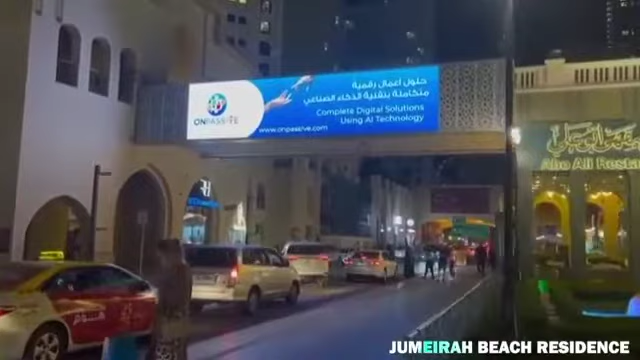 حلول أعمال رقمية
متكاملة بتقنية الذكاء الصناعي
Complete Digital Solutions
Using AI Technology
ONPASSIVE
www.onpassive.com
Abo Ali Resta
JUMEIRAH BEACH RESIDENCE